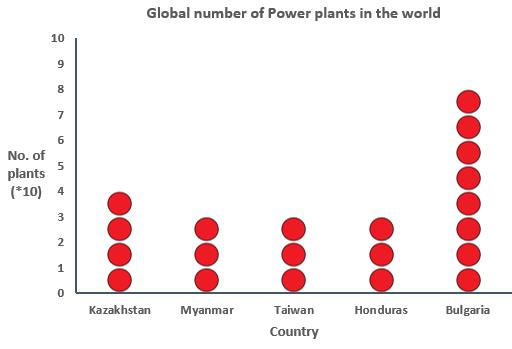 Global number of Power plants in the world
10
9
8
7
6
5
4
3
2
1
0
No. of
plants
(*10)
Kazakhstan Myanmar Taiwan Honduras Bulgaria
Country